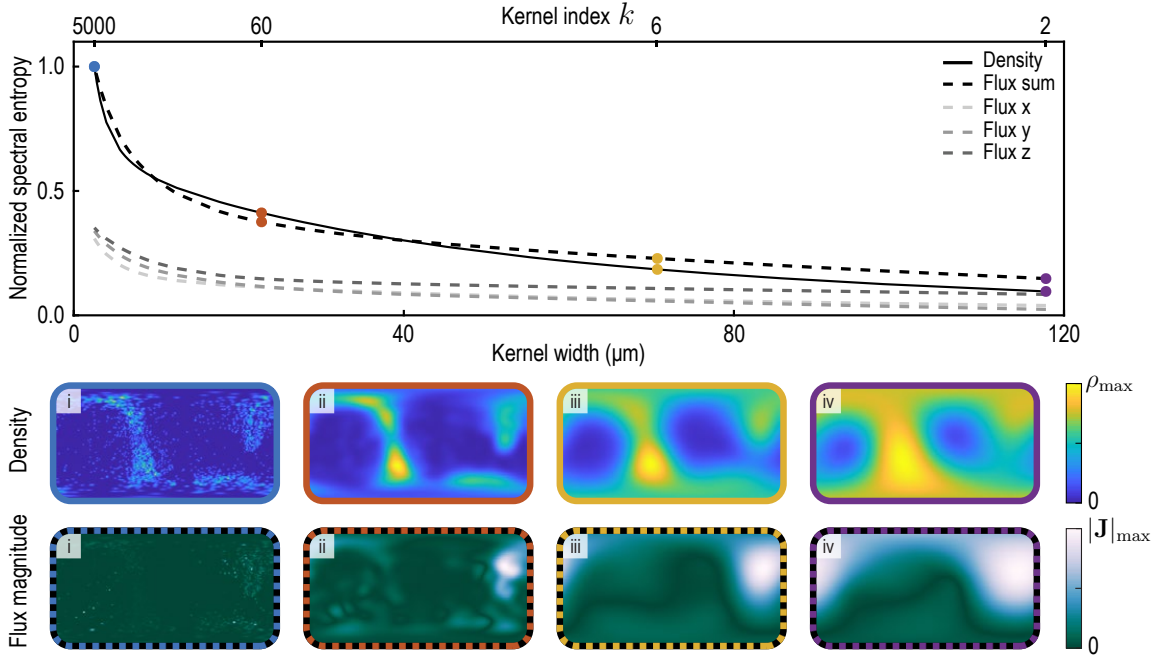 Kernel index k
5000 60 6 2
Normalized spectral entropy
1.0
0.5
0.0
Density
Flux sum
Flux x
Flux y
Flux z
0 40 80 120
Kernel width (µm)
Density
i ii iii iv
ρmax
0
Flux magnitude
i ii iii iv
|J|max
0